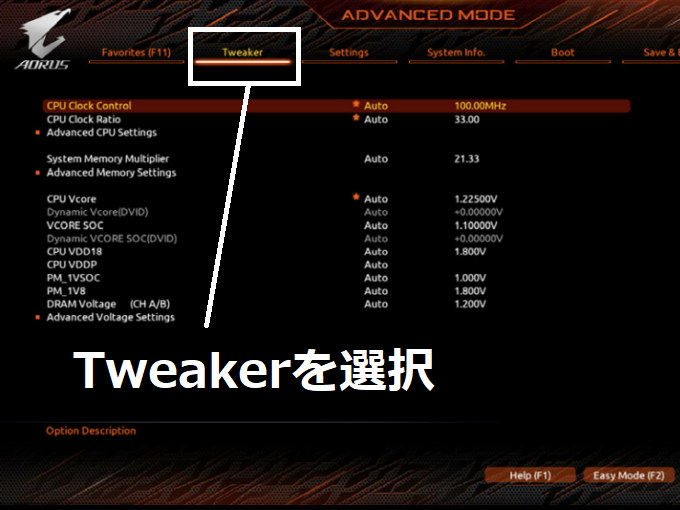 ADVANCED MODE
AORUS
Favorites (F11) Tweaker Settings System Info. Boot Save &
CPU Clock Control Auto 100.00MHz
CPU Clock Ratio Auto 33.00
Advanced CPU Settings
System Memory Multiplier Auto 21.33
Advanced Memory Settings
CPU Vcore Auto 1.22500V
Dynamic Vcore(DVID) Auto +0.00000V
VCORE SOC Auto 1.10000V
Dynamic VCORE SOC(DVID) Auto +0.00000V
CPU VDD18 Auto 1.800V
CPU VDDP Auto
PM_1VSOC Auto 1.000V
PM_1V8 Auto 1.800V
DRAM Voltage (CH A/B) Auto 1.200V
Advanced Voltage Settings
Tweakerを選択
Option Description
Help (F1) Easy Mode (F2)